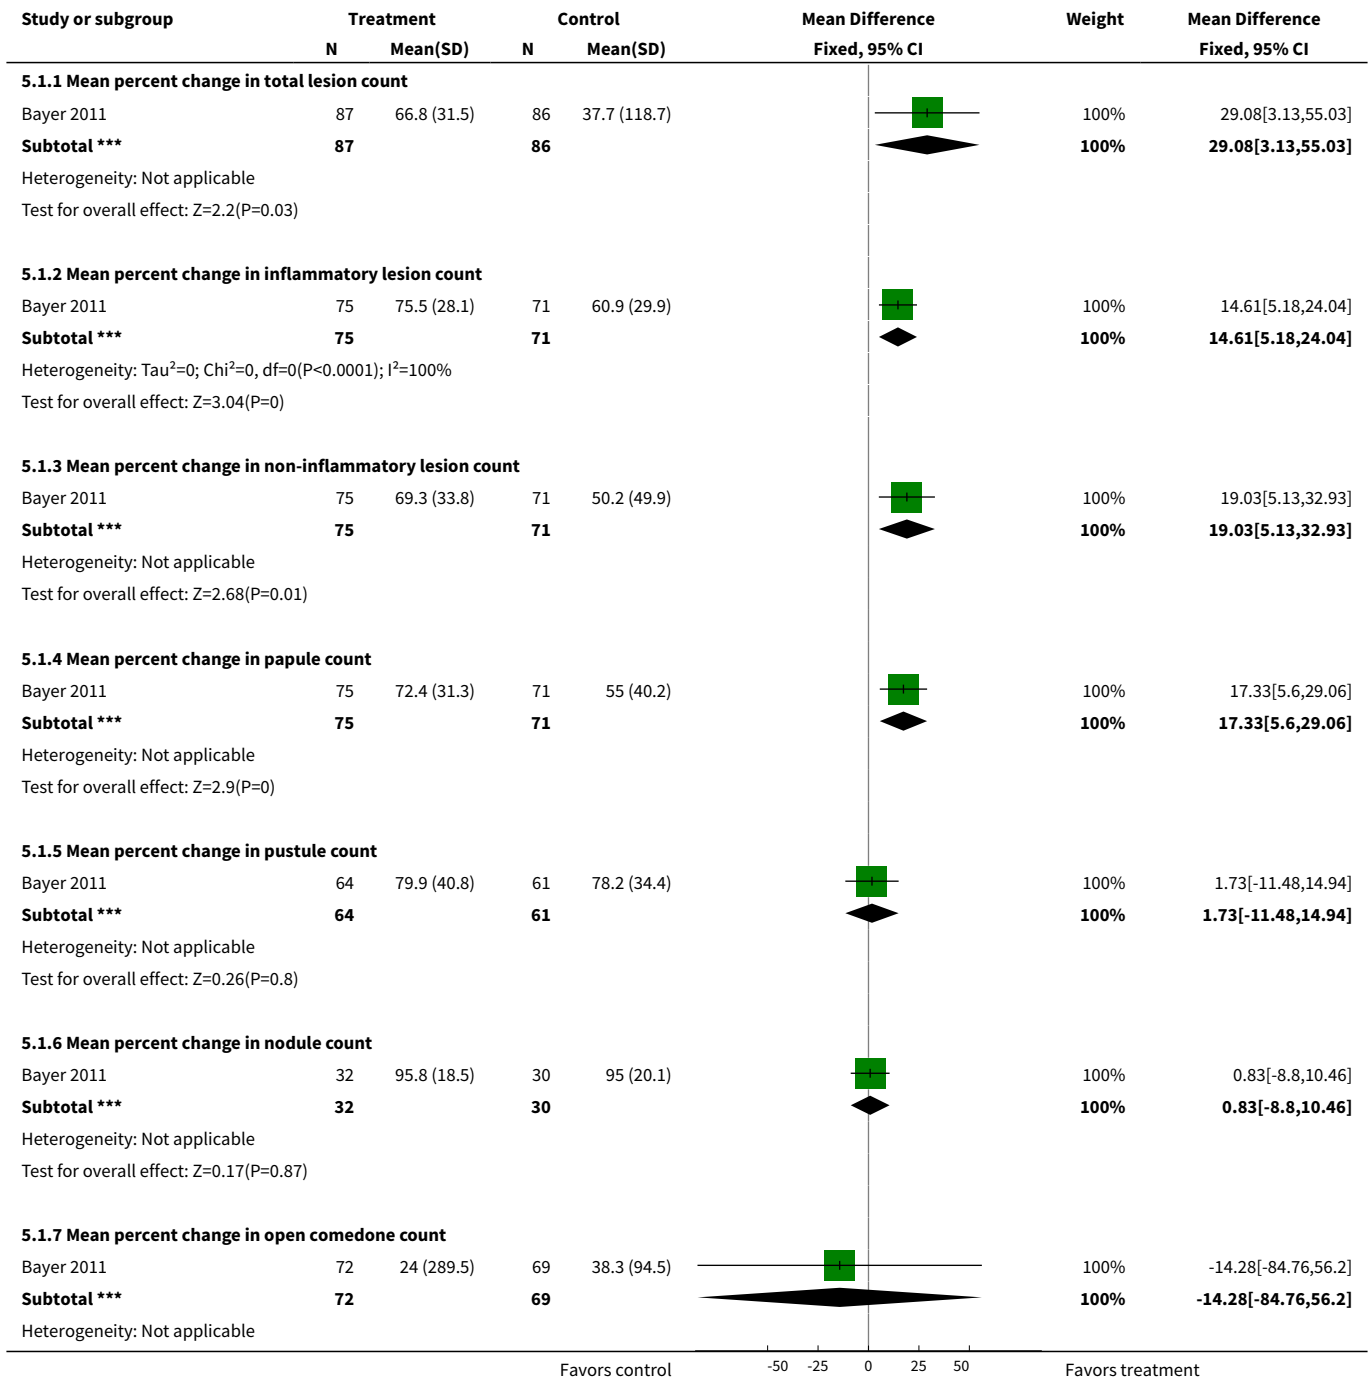 Study or subgroup Treatment Control Mean Difference Weight Mean Difference
N Mean(SD) N Mean(SD) Fixed, 95% CI Fixed, 95% CI
5.1.1 Mean percent change in total lesion count
Bayer 2011 87 66.8 (31.5) 86 37.7 (118.7) 100% 29.08[3.13,55.03]
Subtotal *** 87 86 100% 29.08[3.13,55.03]
Heterogeneity: Not applicable
Test for overall effect: Z=2.2(P=0.03)
5.1.2 Mean percent change in inflammatory lesion count
Bayer 2011 75 75.5 (28.1) 71 60.9 (29.9) 100% 14.61[5.18,24.04]
Subtotal *** 75 71 100% 14.61[5.18,24.04]
Heterogeneity: Tau²=0; Chi²=0, df=0(P<0.0001); I²=100%
Test for overall effect: Z=3.04(P=0)
5.1.3 Mean percent change in non-inflammatory lesion count
Bayer 2011 75 69.3 (33.8) 71 50.2 (49.9) 100% 19.03[5.13,32.93]
Subtotal *** 75 71 100% 19.03[5.13,32.93]
Heterogeneity: Not applicable
Test for overall effect: Z=2.68(P=0.01)
5.1.4 Mean percent change in papule count
Bayer 2011 75 72.4 (31.3) 71 55 (40.2) 100% 17.33[5.6,29.06]
Subtotal *** 75 71 100% 17.33[5.6,29.06]
Heterogeneity: Not applicable
Test for overall effect: Z=2.9(P=0)
5.1.5 Mean percent change in pustule count
Bayer 2011 64 79.9 (40.8) 61 78.2 (34.4) 100% 1.73[-11.48,14.94]
Subtotal *** 64 61 100% 1.73[-11.48,14.94]
Heterogeneity: Not applicable
Test for overall effect: Z=0.26(P=0.8)
5.1.6 Mean percent change in nodule count
Bayer 2011 32 95.8 (18.5) 30 95 (20.1) 100% 0.83[-8.8,10.46]
Subtotal *** 32 30 100% 0.83[-8.8,10.46]
Heterogeneity: Not applicable
Test for overall effect: Z=0.17(P=0.87)
5.1.7 Mean percent change in open comedone count
Bayer 2011 72 24 (289.5) 69 38.3 (94.5) 100% -14.28[-84.76,56.2]
Subtotal *** 72 69 100% -14.28[-84.76,56.2]
Heterogeneity: Not applicable
Favors control -50 -25 0 25 50 Favors treatment